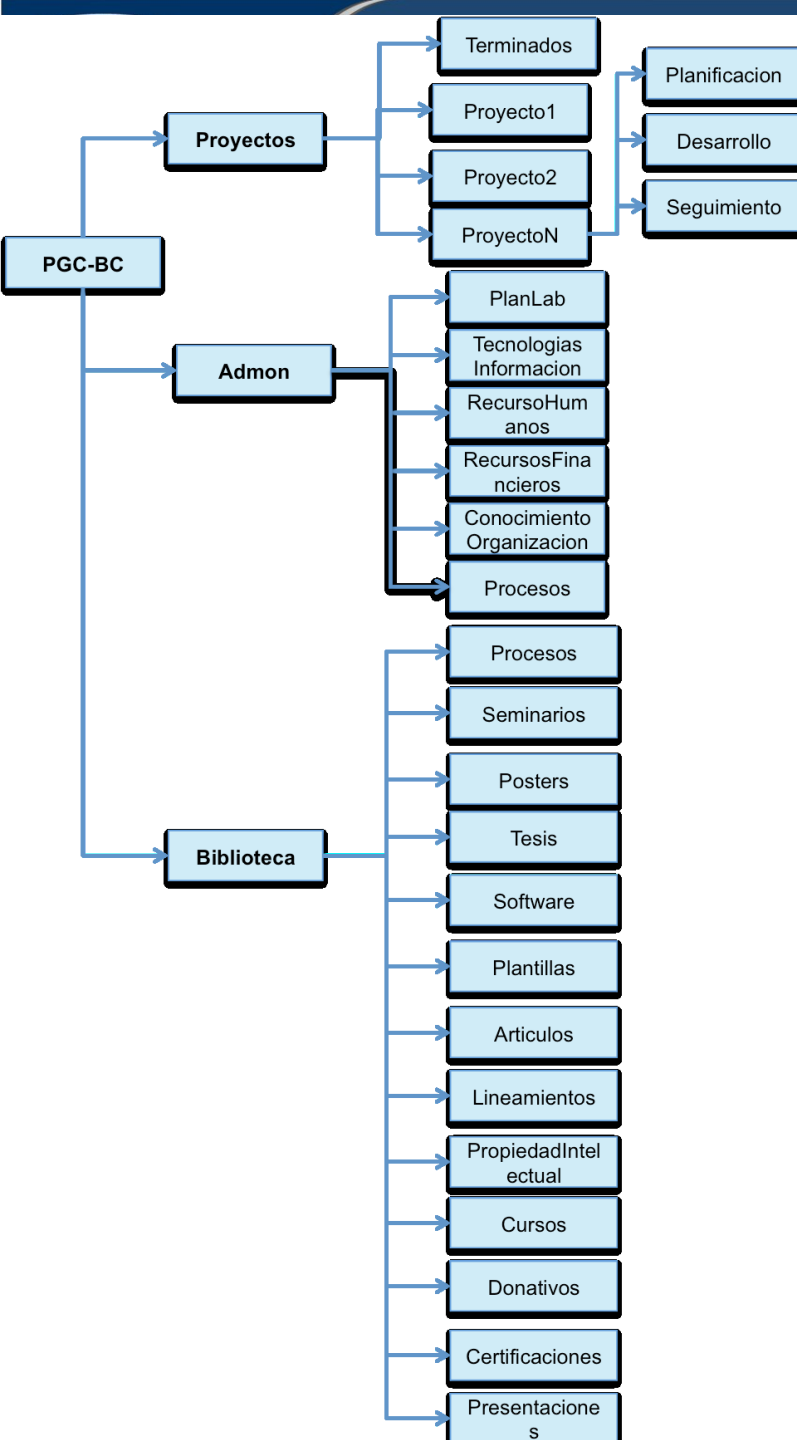 Terminados
Planificacion
Proyecto1
Proyectos
Desarrollo
Proyecto2
Seguimiento
ProyectoN
PGC-BC
PlanLab
Tecnologias
Informacion
Admon
RecursoHum
anos
RecursosFina
ncieros
Conocimiento
Organizacion
Procesos
Procesos
Seminarios
Posters
Tesis
Biblioteca
Software
Plantillas
Articulos
Lineamientos
PropiedadIntel
ectual
Cursos
Donativos
Certificaciones
Presentacione
s